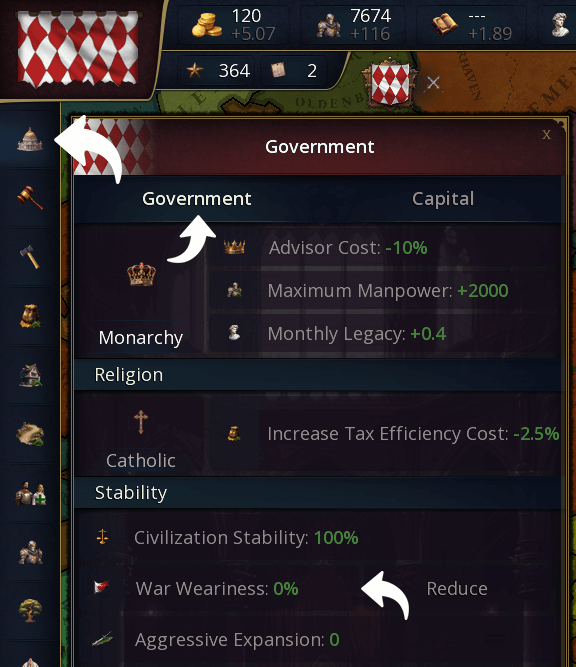 120
+5.07
7674
+116
---
+1.89
364
2
OLDENB
RHAVEN
Government
x
Government
Capital
Advisor Cost: -10%
Maximum Manpower: +2000
Monthly Legacy: +0.4
Monarchy
Religion
Increase Tax Efficiency Cost: -2.5%
Catholic
Stability
Civilization Stability: 100%
War Weariness: 0%
Reduce
Aggressive Expansion: 0